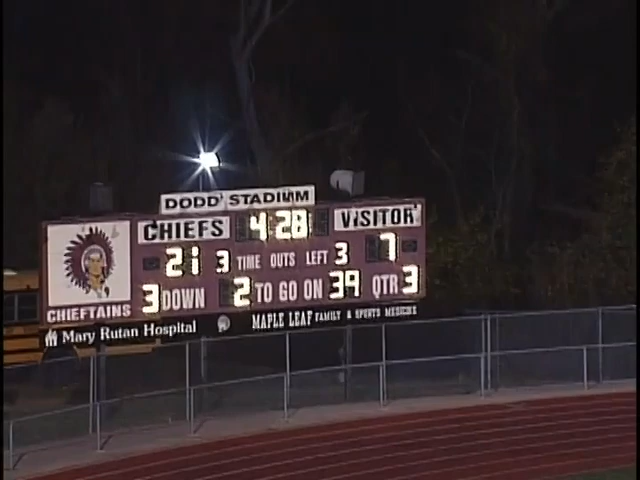 DODD STADIUM
CHIEFS 4 28 VISITOR
21 3 TIME OUTS LEFT 3 7
3 DOWN 2 TO GO ON 39 QTR 3
CHIEFTAINS
Mary Rutan Hospital MAPLE LEAF FAMILY & SPORTS MEDICINE